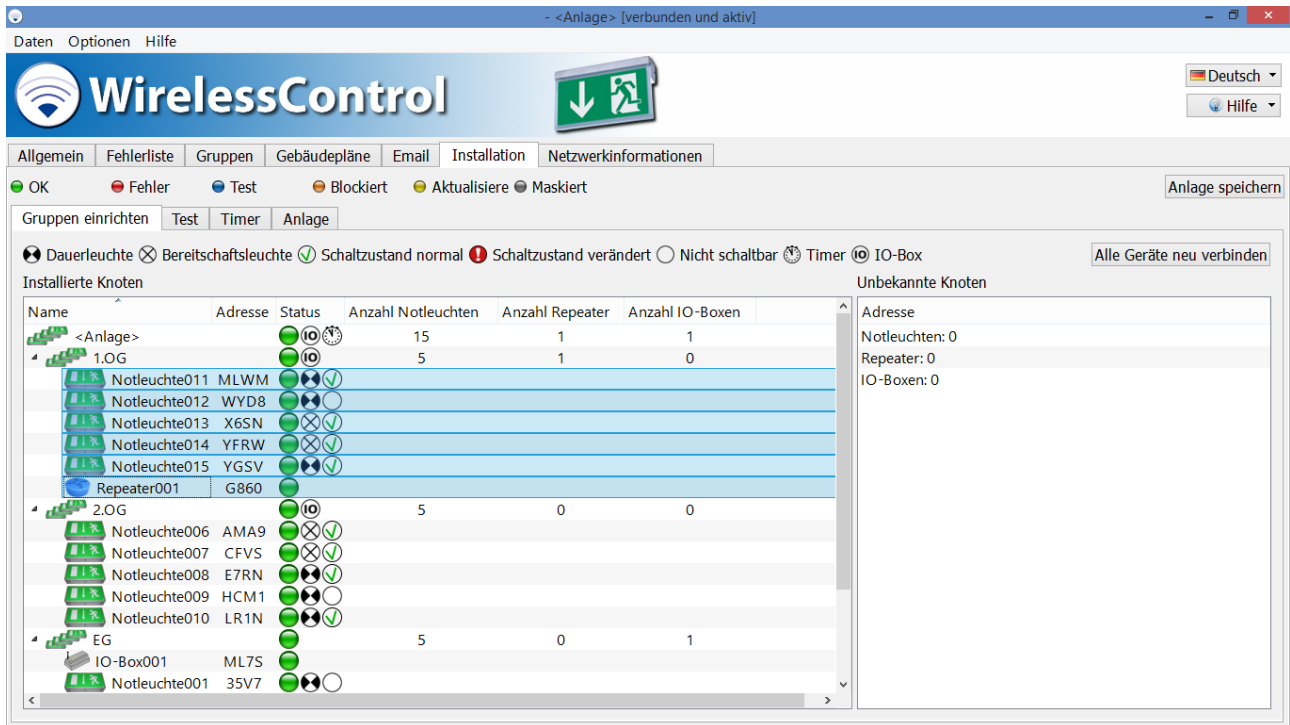 - <Anlage> [verbunden und aktiv]
Daten Optionen Hilfe
WirelessControl
Deutsch
Hilfe
Allgemein Fehlerliste Gruppen Gebäudepläne Email Installation Netzwerkinformationen
OK Fehler Test Blockiert Aktualisiere Maskiert
Anlage speichern
Gruppen einrichten Test Timer Anlage
Dauerleuchte Bereitschaftsleuchte Schaltzustand normal Schaltzustand verändert Nicht schaltbar Timer IO IO-Box
Alle Geräte neu verbinden
Installierte Knoten
Unbekannte Knoten
Name Adresse Status Anzahl Notleuchten Anzahl Repeater Anzahl IO-Boxen
Adresse
<Anlage> IO 15 1 1
Notleuchten: 0
1.OG IO 5 1 0
Repeater: 0
Notleuchte011 MLWM
IO-Boxen: 0
Notleuchte012 WYD8
Notleuchte013 X6SN
Notleuchte014 YFRW
Notleuchte015 YGSV
Repeater001 G860
2.OG IO 5 0 0
Notleuchte006 AMA9
Notleuchte007 CFVS
Notleuchte008 E7RN
Notleuchte009 HCM1
Notleuchte010 LR1N
EG 5 0 1
IO-Box001 ML7S
Notleuchte001 35V7